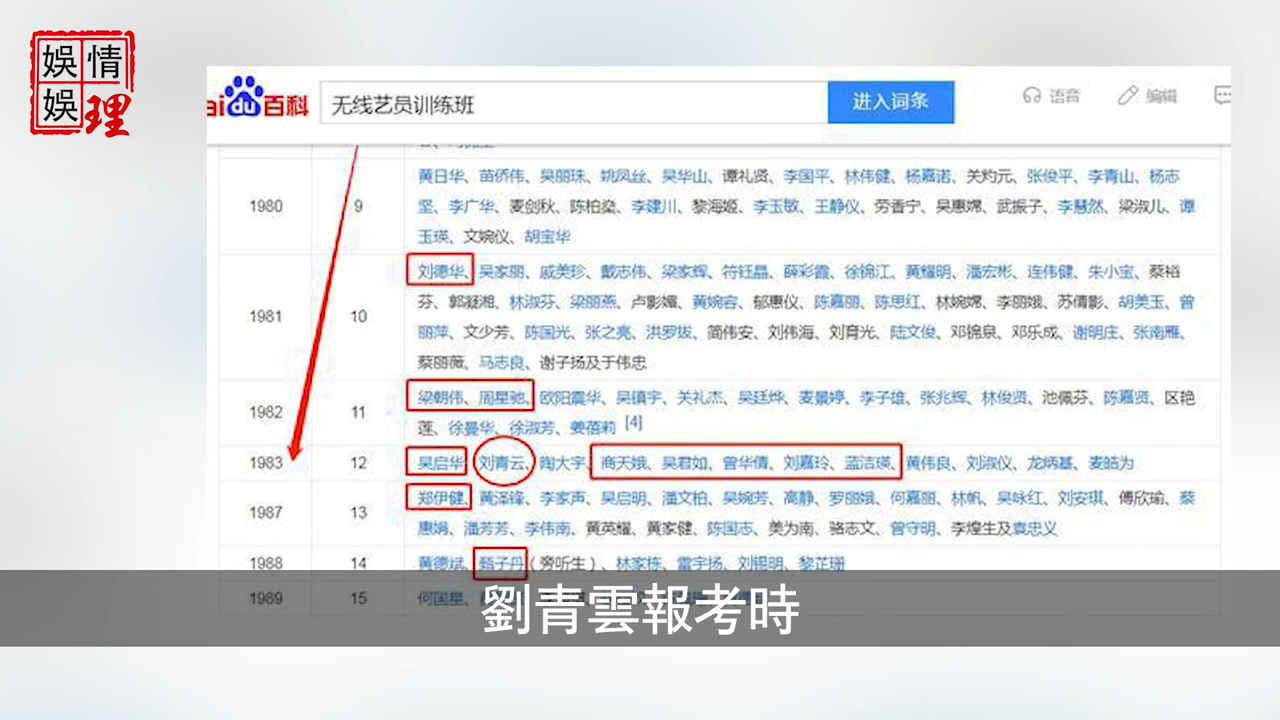 娛情
娛理
Baidu百科
无线艺员训练班
进入词条
语音
编辑
1980
9
黄日华、苗侨伟、吴丽珠、姚凤丝、吴华山、谭礼贤、李国平、林伟健、杨嘉诺、关灼元、张俊平、李青山、杨志
坚、李广华、麦剑秋、陈柏燊、李建川、黎海姬、李玉敏、王静仪、劳香宁、吴惠嫦、武振子、李慧然、梁淑儿、谭
玉瑛、文婉仪、胡宝华
1981
10
刘德华、吴家丽、戚美珍、戴志伟、梁家辉、符钰晶、薛彩霞、徐锦江、黄耀明、潘宏彬、连伟健、朱小宝、蔡裕
芬、郭凝湘、林淑芬、梁丽燕、卢影媚、黄婉容、郁惠仪、陈嘉丽、陈思红、林婉嫦、李丽娥、苏倩影、胡美玉、曾
丽萍、文少芳、陈国光、张之亮、洪罗拔、简伟安、刘伟海、刘育光、陆文俊、邓锦泉、邓乐成、谢明庄、张南雁、
蔡丽薇、马志良、谢子扬及于伟忠
1982
11
梁朝伟、周星驰、欧阳震华、吴镇宇、关礼杰、吴廷烨、麦景婷、李子雄、张兆辉、林俊贤、池佩芬、陈嘉贤、区艳
莲、徐曼华、徐淑芳、姜蓓莉 [4]
1983
12
吴启华、刘青云、陶大宇、商天娥、吴君如、曾华倩、刘嘉玲、蓝洁瑛、黄伟良、刘淑仪、龙炳基、麦皓为
1987
13
郑伊健、黄泽锋、李家声、吴启明、潘文柏、吴婉芳、高静、罗丽娥、何嘉丽、林帆、吴咏红、刘安琪、傅欣瑜、蔡
惠娟、潘芳芳、李伟南、黄英耀、黄家健、陈国志、美为南、骆志文、曾守明、李煌生及袁忠义
1988
14
黄德斌、甄子丹（旁听生）、林家栋、雷宇扬、刘锡明、黎芷珊
1989
15
何国星、
劉青雲報考時